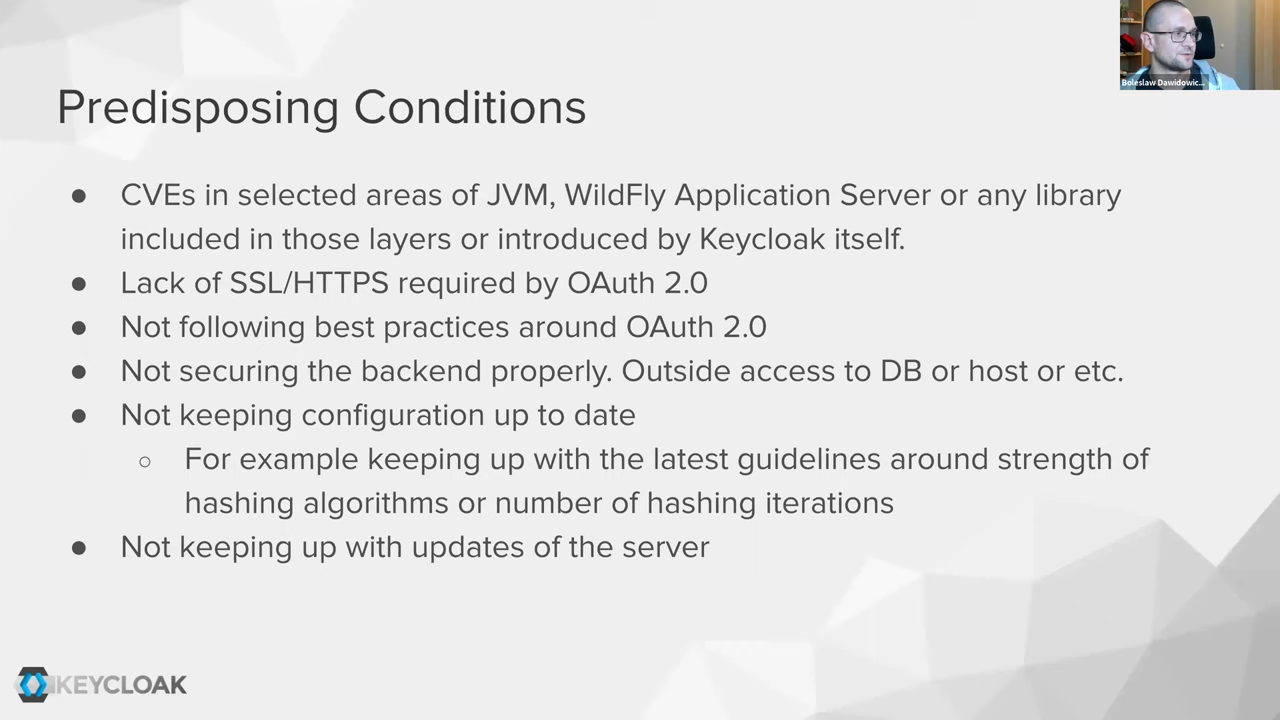 Boleslaw Dawidowic...
Predisposing Conditions
● CVEs in selected areas of JVM, WildFly Application Server or any library
included in those layers or introduced by Keycloak itself.
● Lack of SSL/HTTPS required by OAuth 2.0
● Not following best practices around OAuth 2.0
● Not securing the backend properly. Outside access to DB or host or etc.
● Not keeping configuration up to date
○ For example keeping up with the latest guidelines around strength of
hashing algorithms or number of hashing iterations
● Not keeping up with updates of the server
KEYCLOAK